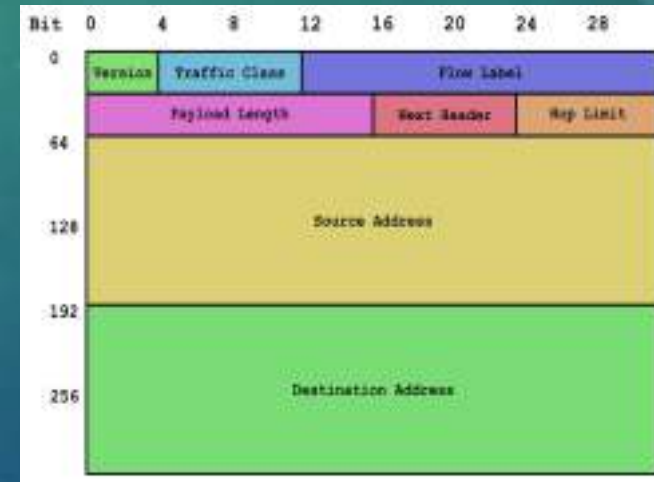 Bit 0 4 8 12 16 20 24 28
0
Version Traffic Class Flow Label
Payload Length Next Header Hop Limit
64
Source Address
128
192
Destination Address
256